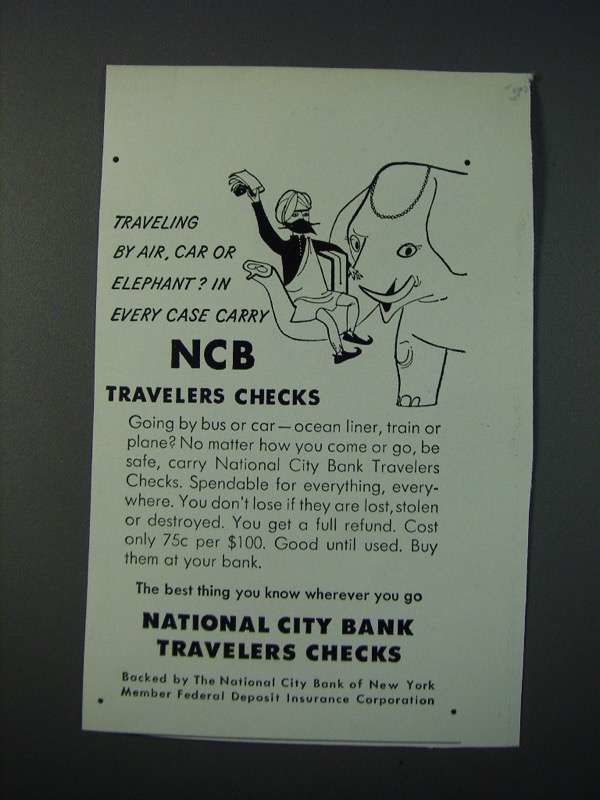 TRAVELING
BY AIR, CAR OR
ELEPHANT? IN
EVERY CASE CARRY
NCB
TRAVELERS CHECKS
Going by bus or car—ocean liner, train or
plane? No matter how you come or go, be
safe, carry National City Bank Travelers
Checks. Spendable for everything, every-
where. You don't lose if they are lost, stolen
or destroyed. You get a full refund. Cost
only 75c per $100. Good until used. Buy
them at your bank.
The best thing you know wherever you go
NATIONAL CITY BANK
TRAVELERS CHECKS
Backed by The National City Bank of New York
Member Federal Deposit Insurance Corporation